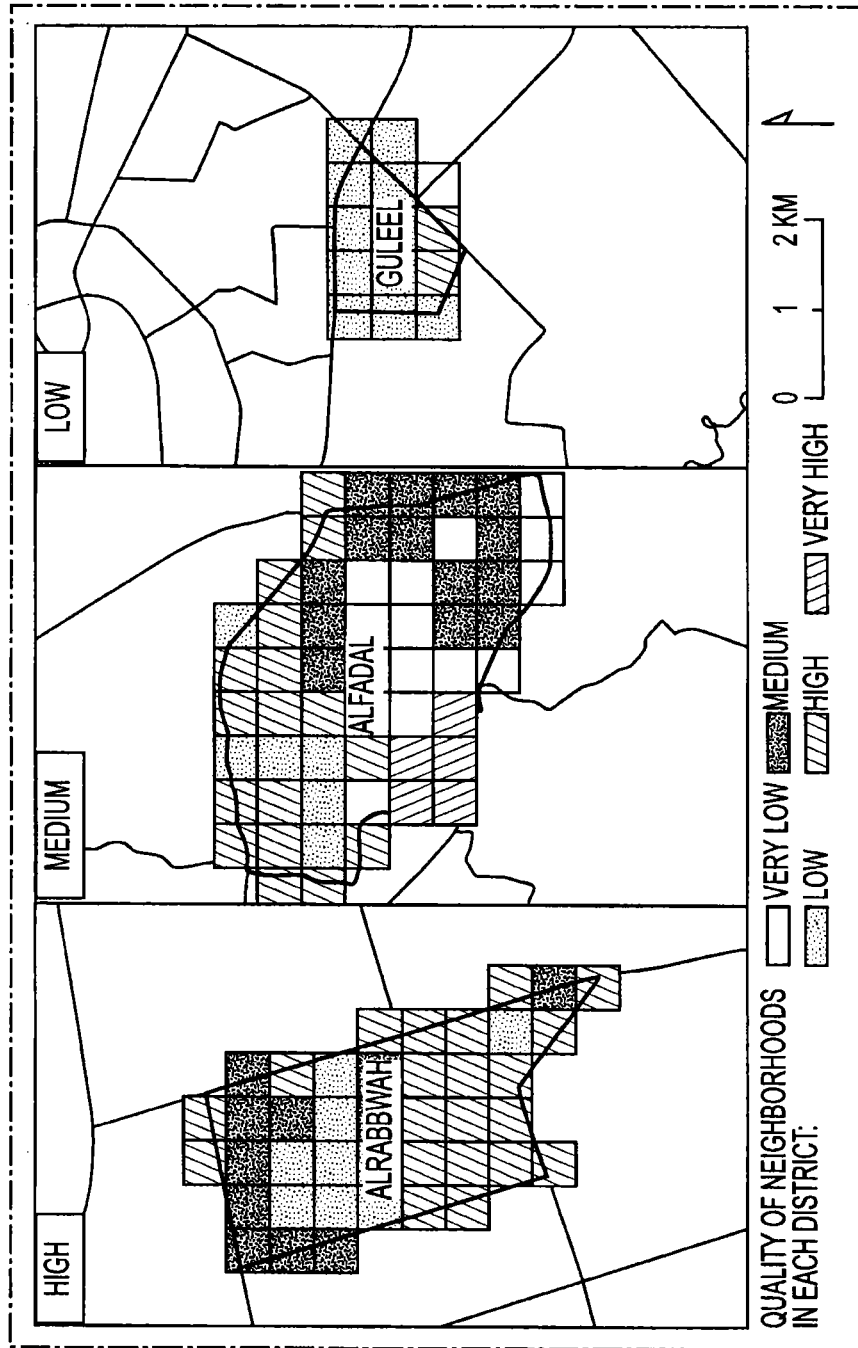 HIGH
ALRABBWAH
MEDIUM
ALFADAL
LOW
GULEEL
QUALITY OF NEIGHBORHOODS
IN EACH DISTRICT:
VERY LOW
MEDIUM
LOW
HIGH
VERY HIGH
0 1 2 KM